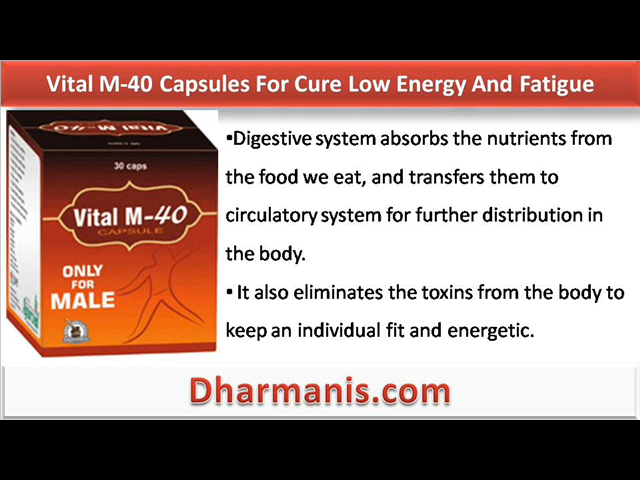 Vital M-40 Capsules For Cure Low Energy And Fatigue
Vital M-40
30 caps
Vital M-40
CAPSULE
ONLY
FOR
MALE
•Digestive system absorbs the nutrients from
the food we eat, and transfers them to
circulatory system for further distribution in
the body.
• It also eliminates the toxins from the body to
keep an individual fit and energetic.
Dharmanis.com